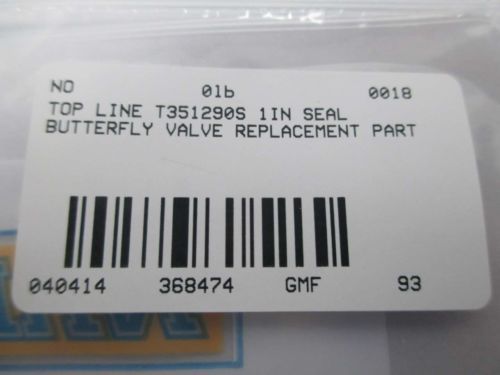 NO 01b 0018
TOP LINE T351290S 1IN SEAL
BUTTERFLY VALVE REPLACEMENT PART
040414 368474 GMF 93